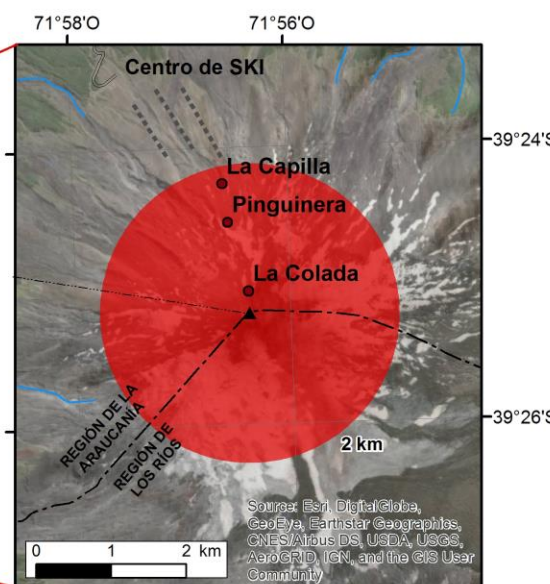 71°58'O
71°56'O
Centro de SKI
39°24'S
La Capilla
Pinguinera
La Colada
39°26'S
REGIÓN DE LA
ARAUCANÍA
REGIÓN DE
LOS RÍOS
2 km
Source: Esri, DigitalGlobe,
GeoEye, Earthstar Geographics,
CNES/Airbus DS, USDA, USGS,
AeroGRID, IGN, and the GIS User
Community
0 1 2 km